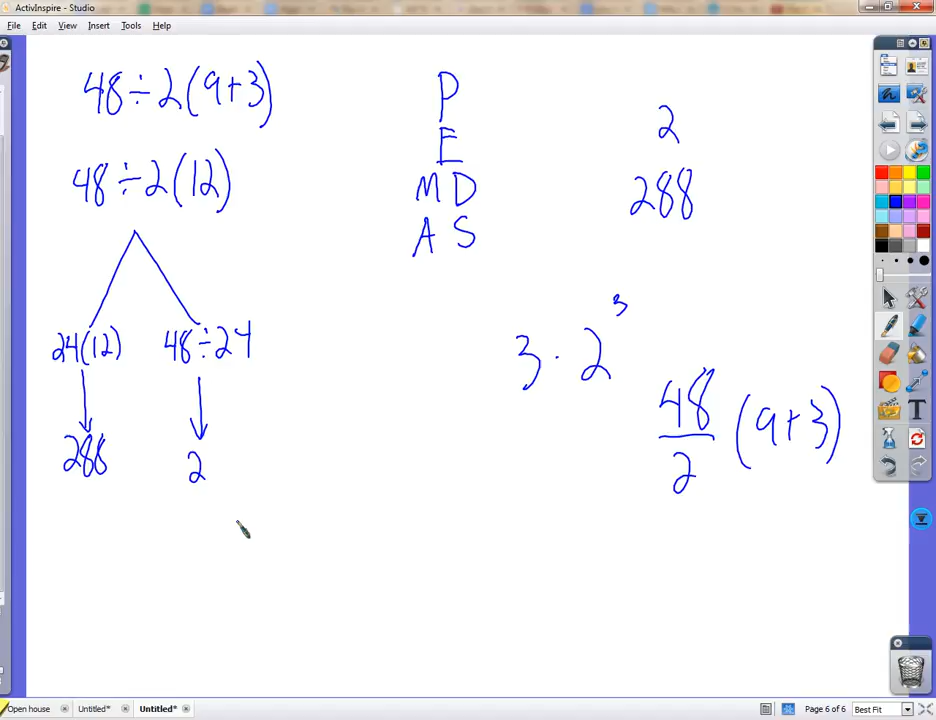 ActivInspire - Studio
File Edit View Insert Tools Help
48÷2(9+3)
48÷2(12)
24(12) 48÷24
288 2
P
E
M D
A S
2
288
3 · 2³
48/2 (9+3)
Open house Untitled* Untitled*
Page 6 of 6 Best Fit